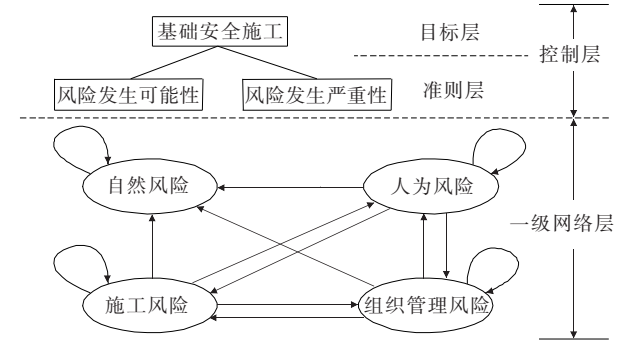 基础安全施工
目标层
控制层
风险发生可能性
风险发生严重性
准则层
自然风险
人为风险
一级网络层
施工风险
组织管理风险